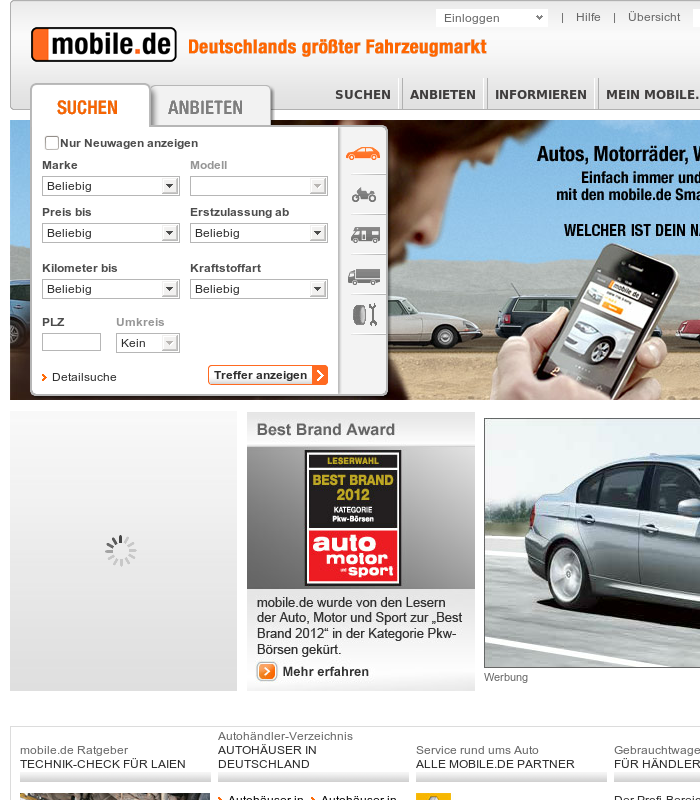 Einloggen | Hilfe | Übersicht
mobile.de Deutschlands größter Fahrzeugmarkt
SUCHEN ANBIETEN INFORMIEREN MEIN MOBILE.
SUCHEN ANBIETEN
Nur Neuwagen anzeigen
Marke Modell
Beliebig
Preis bis Erstzulassung ab
Beliebig Beliebig
Kilometer bis Kraftstoffart
Beliebig Beliebig
PLZ Umkreis
Kein
Detailsuche Treffer anzeigen
Autos, Motorräder, W
Einfach immer und
mit den mobile.de Sma
WELCHER IST DEIN N
mobile.de
Best Brand Award
LESERWAHL
BEST BRAND
2012
KATEGORIE
Pkw-Börsen
auto
motor
und sport
mobile.de wurde von den Lesern
der Auto, Motor und Sport zur „Best
Brand 2012“ in der Kategorie Pkw-
Börsen gekürt.
Mehr erfahren
Werbung
mobile.de Ratgeber
TECHNIK-CHECK FÜR LAIEN
Autohändler-Verzeichnis
AUTOHÄUSER IN
DEUTSCHLAND
Autohäuser in Autohäuser in
Service rund ums Auto
ALLE MOBILE.DE PARTNER
Gebrauchtwage
FÜR HÄNDLER
Der Profi-Bereic